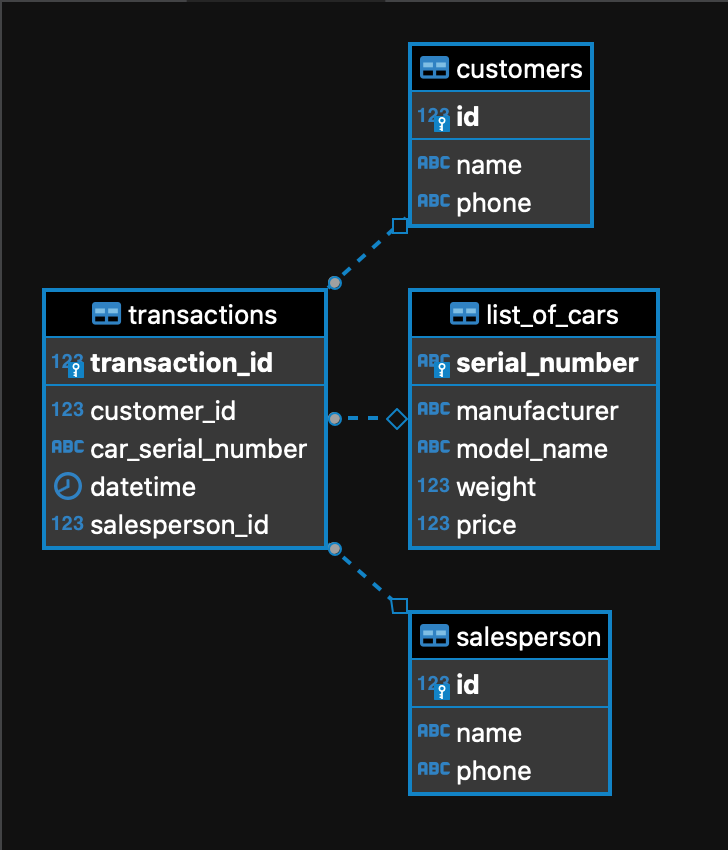 customers
123 id
ABC name
ABC phone
transactions
123 transaction_id
123 customer_id
ABC car_serial_number
datetime
123 salesperson_id
list_of_cars
ABC serial_number
ABC manufacturer
ABC model_name
123 weight
123 price
salesperson
123 id
ABC name
ABC phone